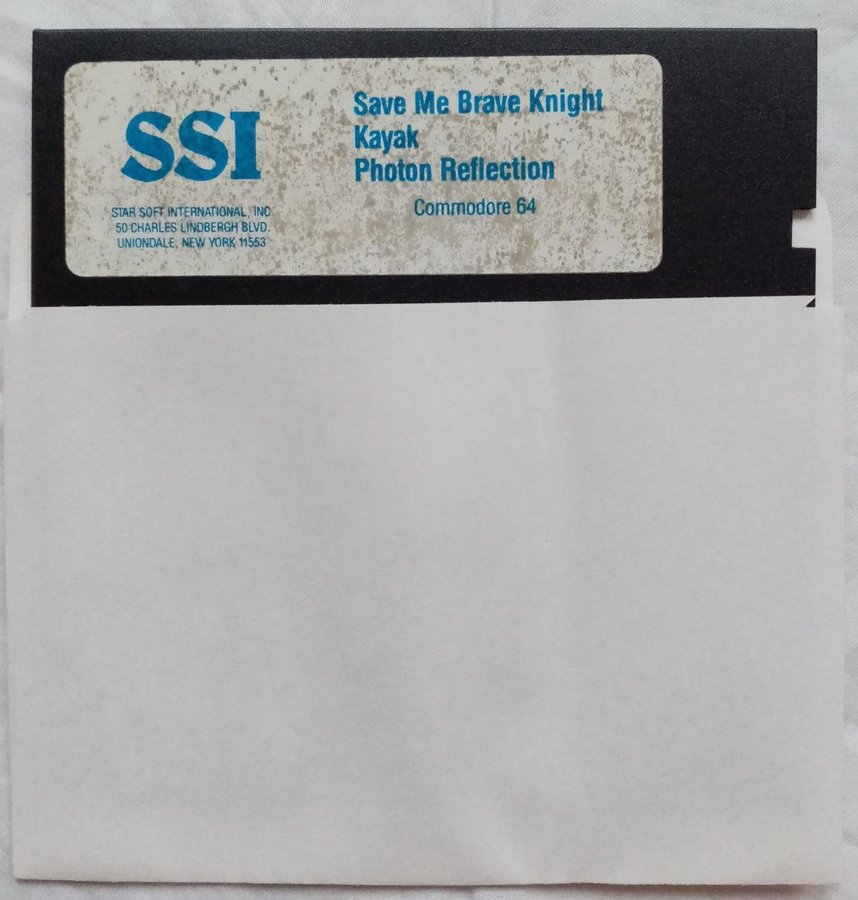 SSI
STAR SOFT INTERNATIONAL, INC
50 CHARLES LINDBERGH BLVD.
UNIONDALE, NEW YORK 11553
Save Me Brave Knight
Kayak
Photon Reflection
Commodore 64